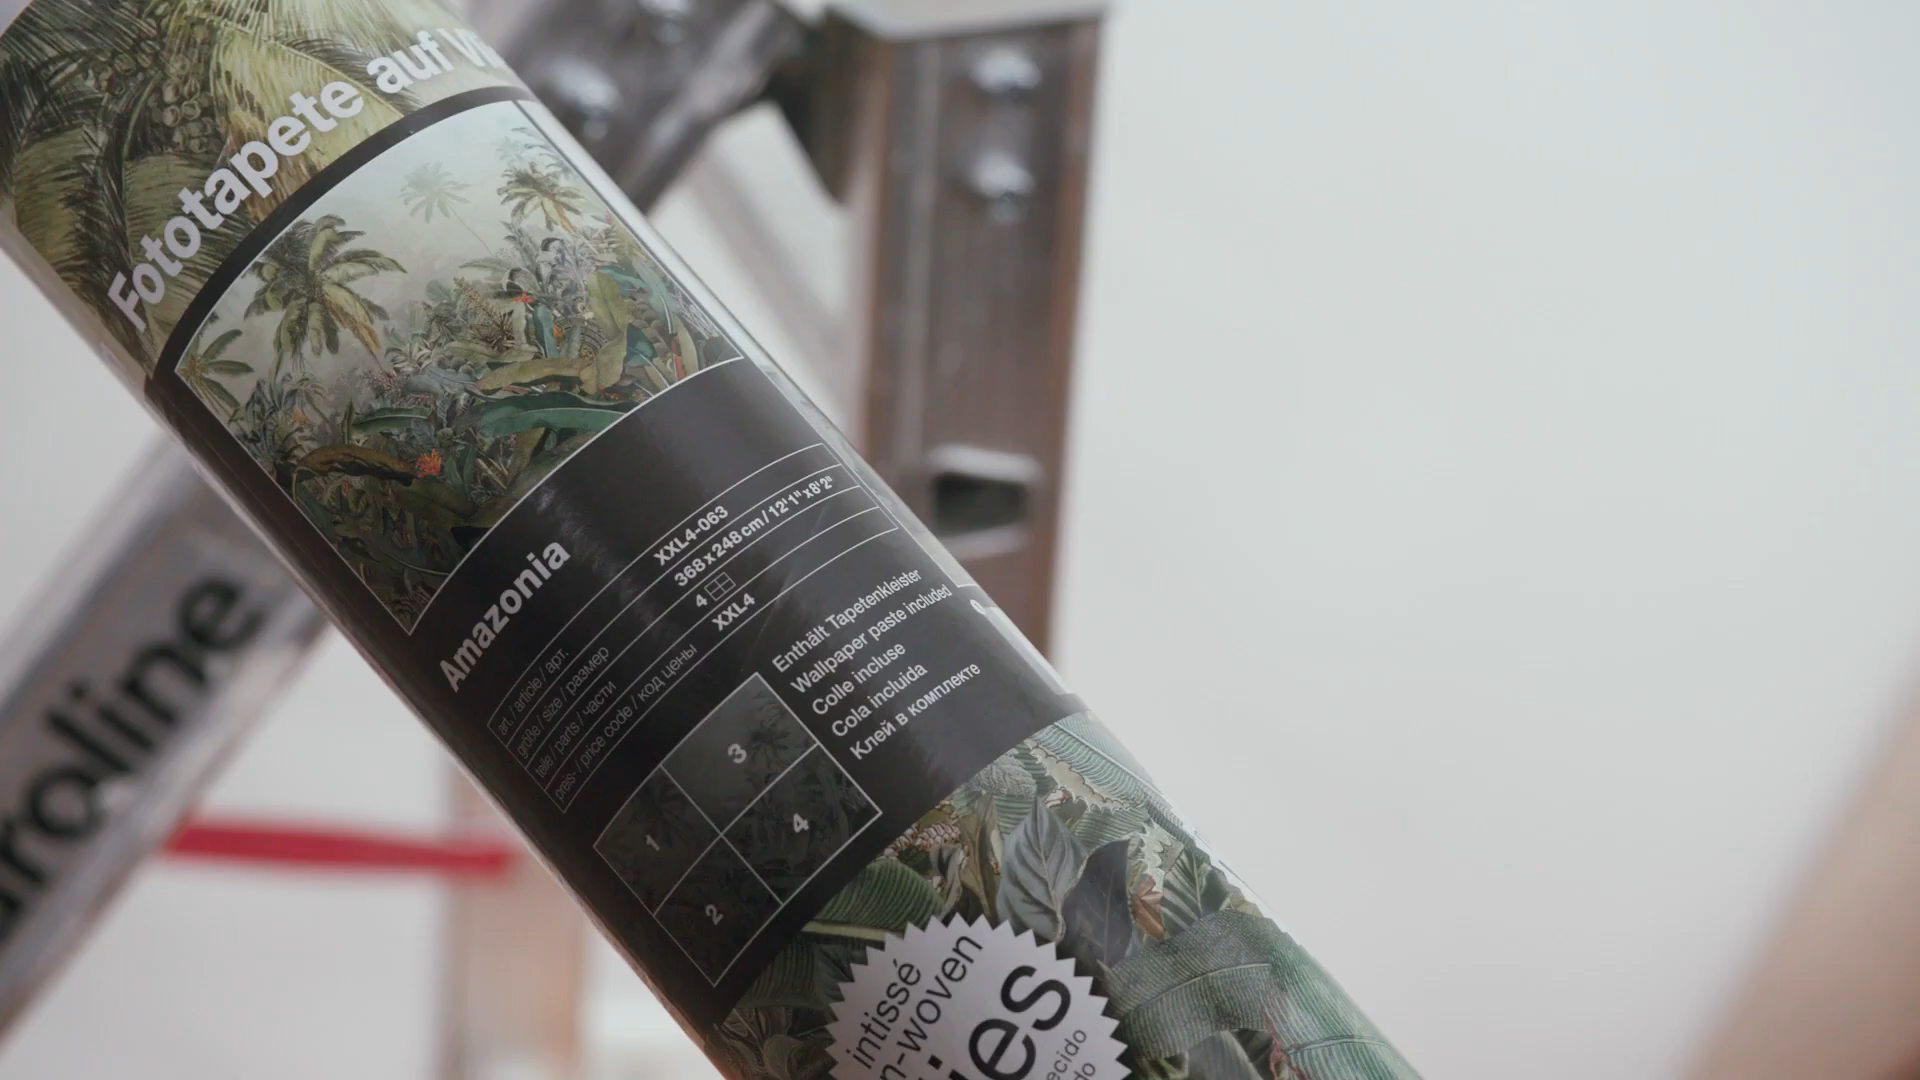 Fototapete auf
Amazonia
art. / article / арт. XXL4-063
größe / size / размер 368 x 248 cm / 12'1" x 8'2"
teile / parts / части 4
preis- / price code / код цены XXL4
Enthält Tapetenkleister
Wallpaper paste included
Colle incluse
Cola incluida
Клей в комплекте
3
1
4
2
intissé
n-woven
ies
ecido
do
roline